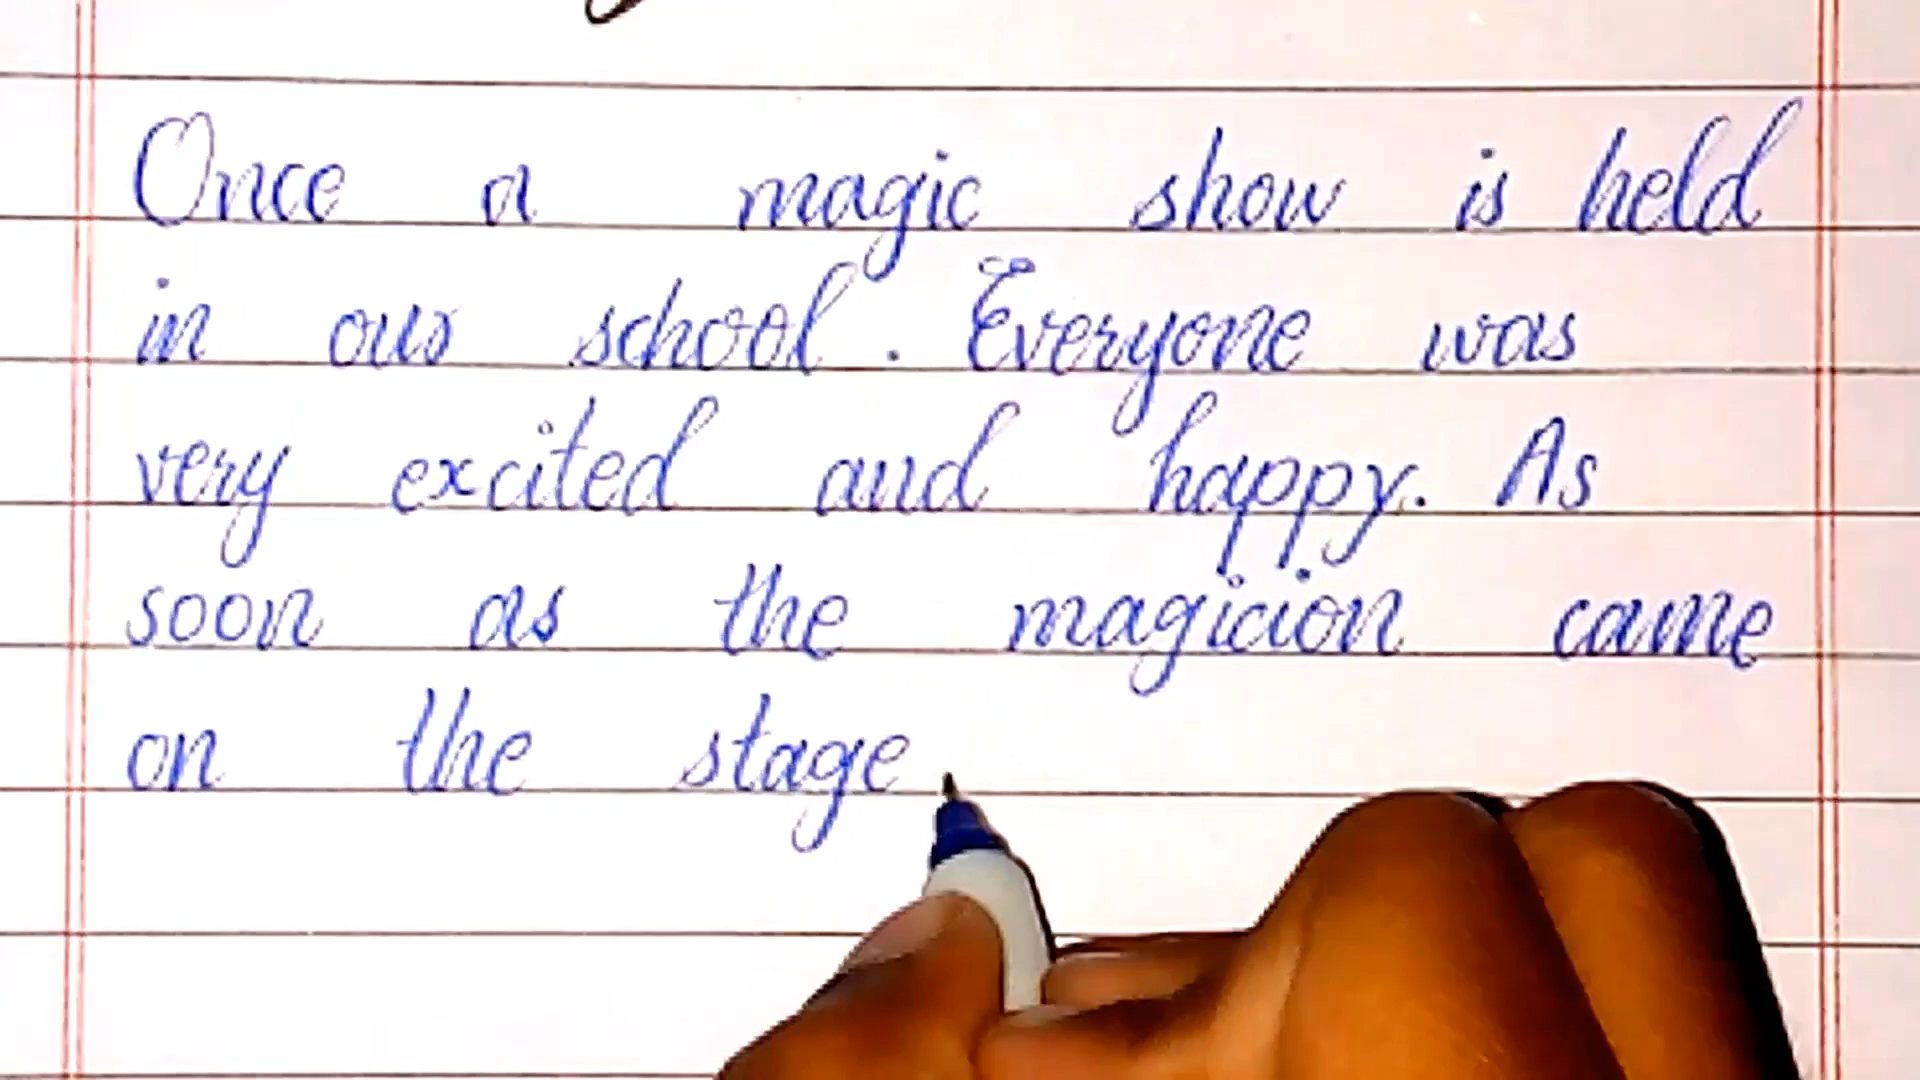 Once a magic show is held
in our school. Everyone was
very excited and happy. As
soon as the magicion came
on the stage